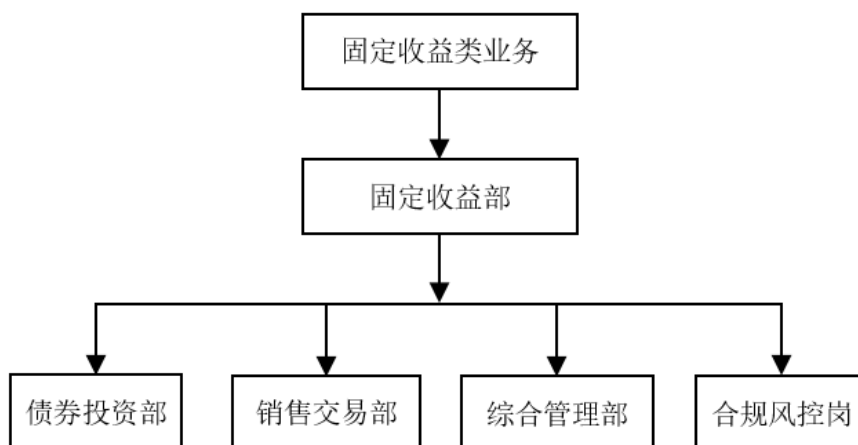 固定收益类业务
固定收益部
债券投资部
销售交易部
综合管理部
合规风控岗